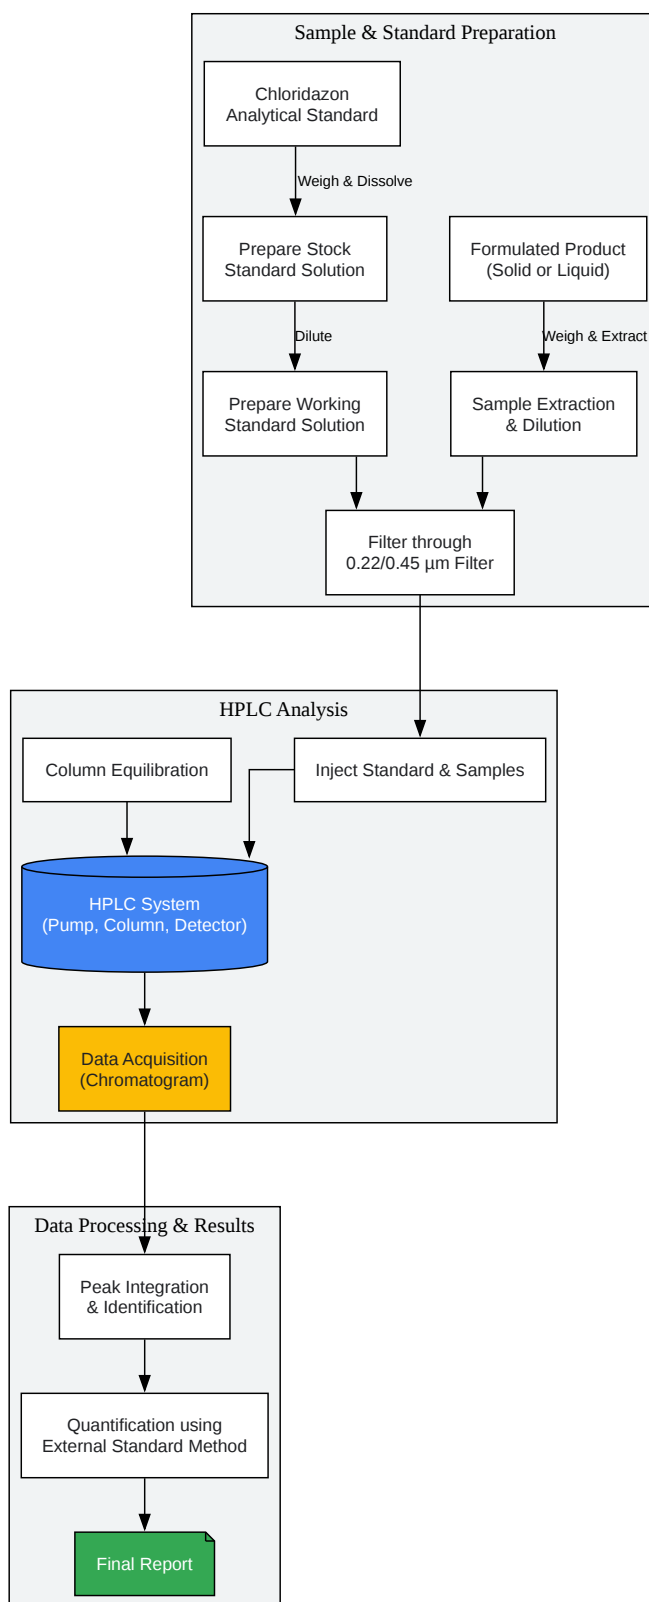 Sample & Standard Preparation
Chloridazon
Analytical Standard
Weigh & Dissolve
Prepare Stock
Standard Solution
Formulated Product
(Solid or Liquid)
Dilute
Weigh & Extract
Prepare Working
Standard Solution
Sample Extraction
& Dilution
Filter through
0.22/0.45 µm Filter
HPLC Analysis
Column Equilibration
Inject Standard & Samples
HPLC System
(Pump, Column, Detector)
Data Acquisition
(Chromatogram)
Data Processing & Results
Peak Integration
& Identification
Quantification using
External Standard Method
Final Report